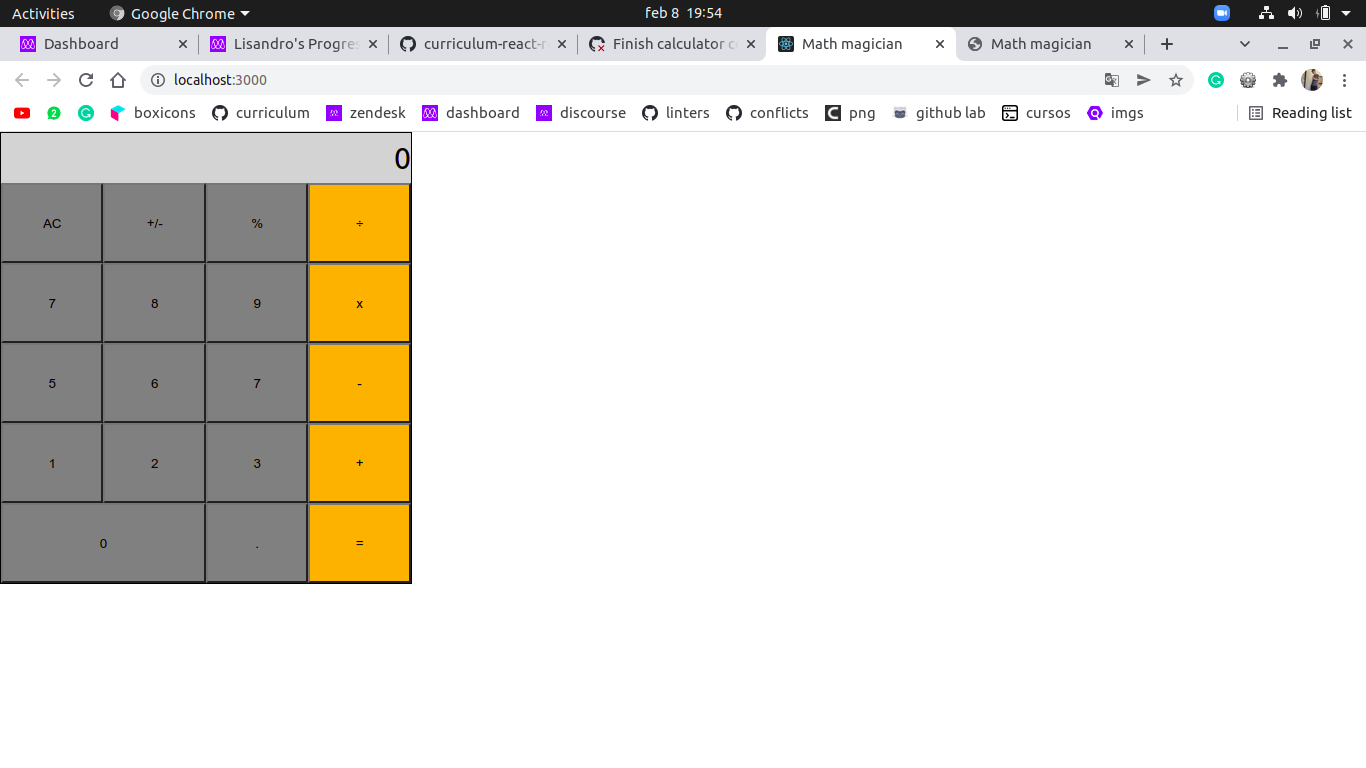 Activities Google Chrome feb 8 19:54
Dashboard Lisandro's Progres curriculum-react-r Finish calculator c Math magician Math magician
localhost:3000
boxicons curriculum zendesk dashboard discourse linters conflicts png github lab cursos imgs Reading list
0
AC +/- % ÷
7 8 9 x
5 6 7 -
1 2 3 +
0 . =